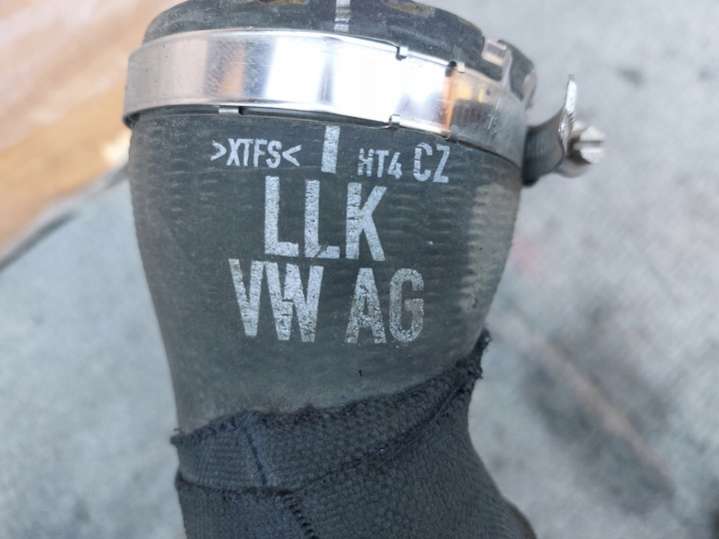 >XTFS< HT4 CZ
LLK
VW AG